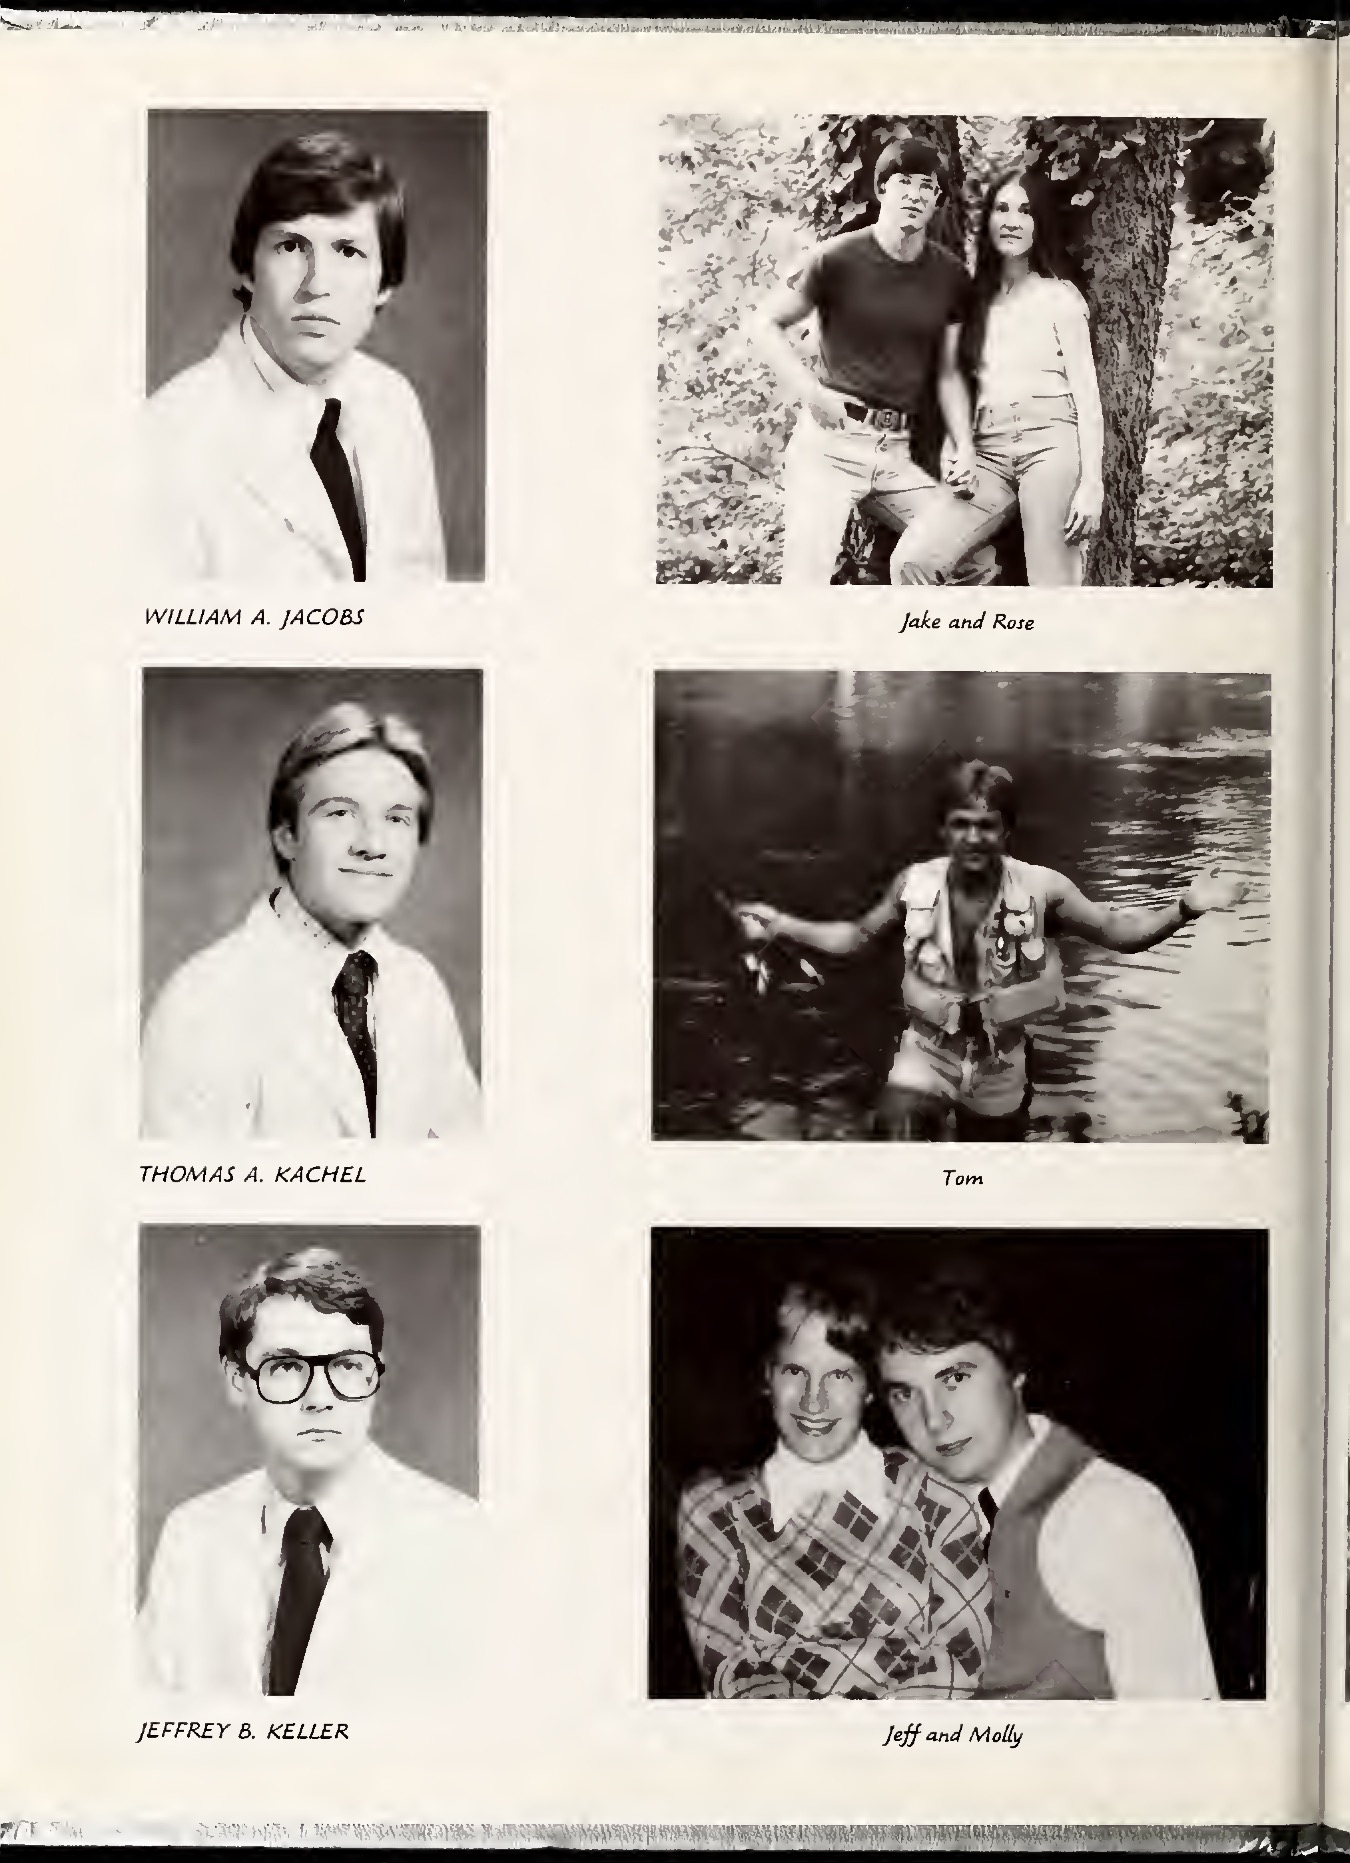 WILLIAM A. JACOBS
Jake and Rose
THOMAS A. KACHEL
Tom
JEFFREY B. KELLER
Jeff and Molly